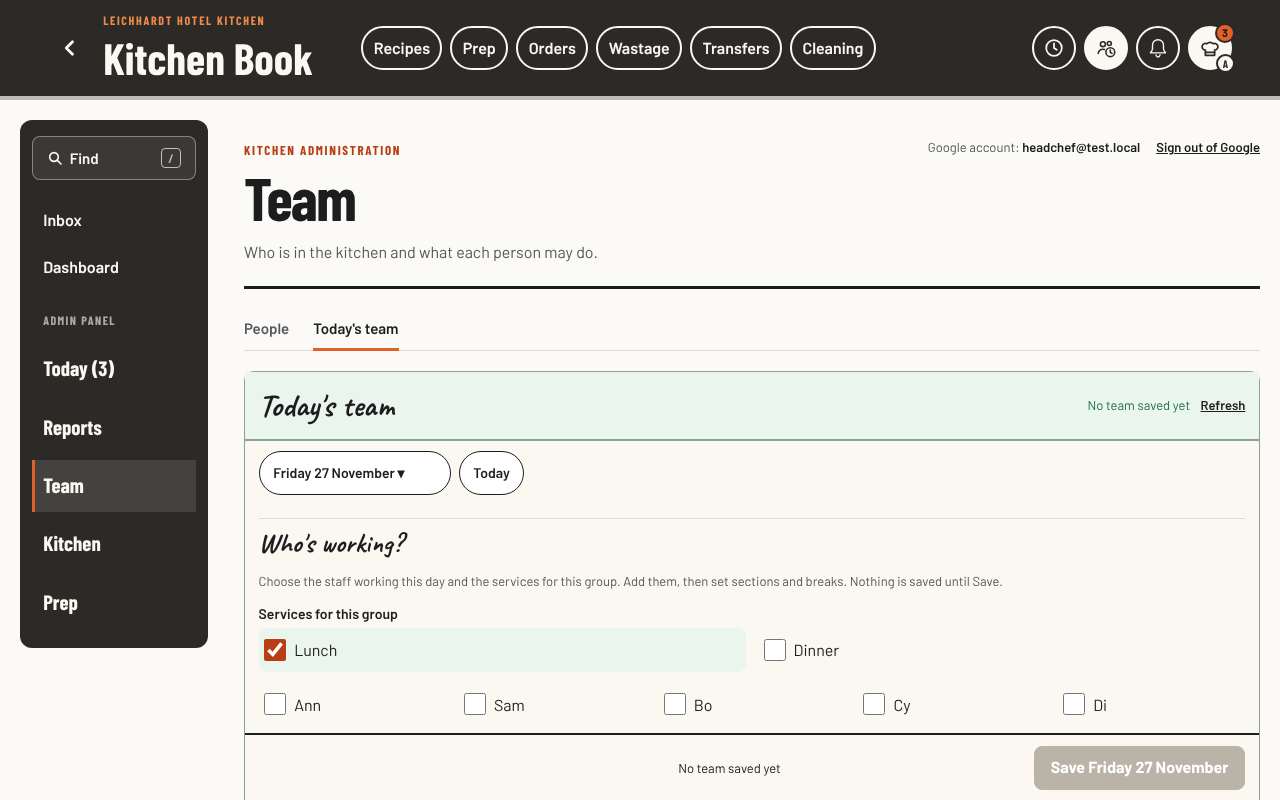 LEICHHARDT HOTEL KITCHEN
Kitchen Book
Recipes
Prep
Orders
Wastage
Transfers
Cleaning
3
A
Find
/
Inbox
Dashboard
ADMIN PANEL
Today (3)
Reports
Team
Kitchen
Prep
KITCHEN ADMINISTRATION
Google account: headchef@test.local
Sign out of Google
Team
Who is in the kitchen and what each person may do.
People
Today's team
Today's team
No team saved yet
Refresh
Friday 27 November ▾
Today
Who's working?
Choose the staff working this day and the services for this group. Add them, then set sections and breaks. Nothing is saved until Save.
Services for this group
Lunch
Dinner
Ann
Sam
Bo
Cy
Di
No team saved yet
Save Friday 27 November